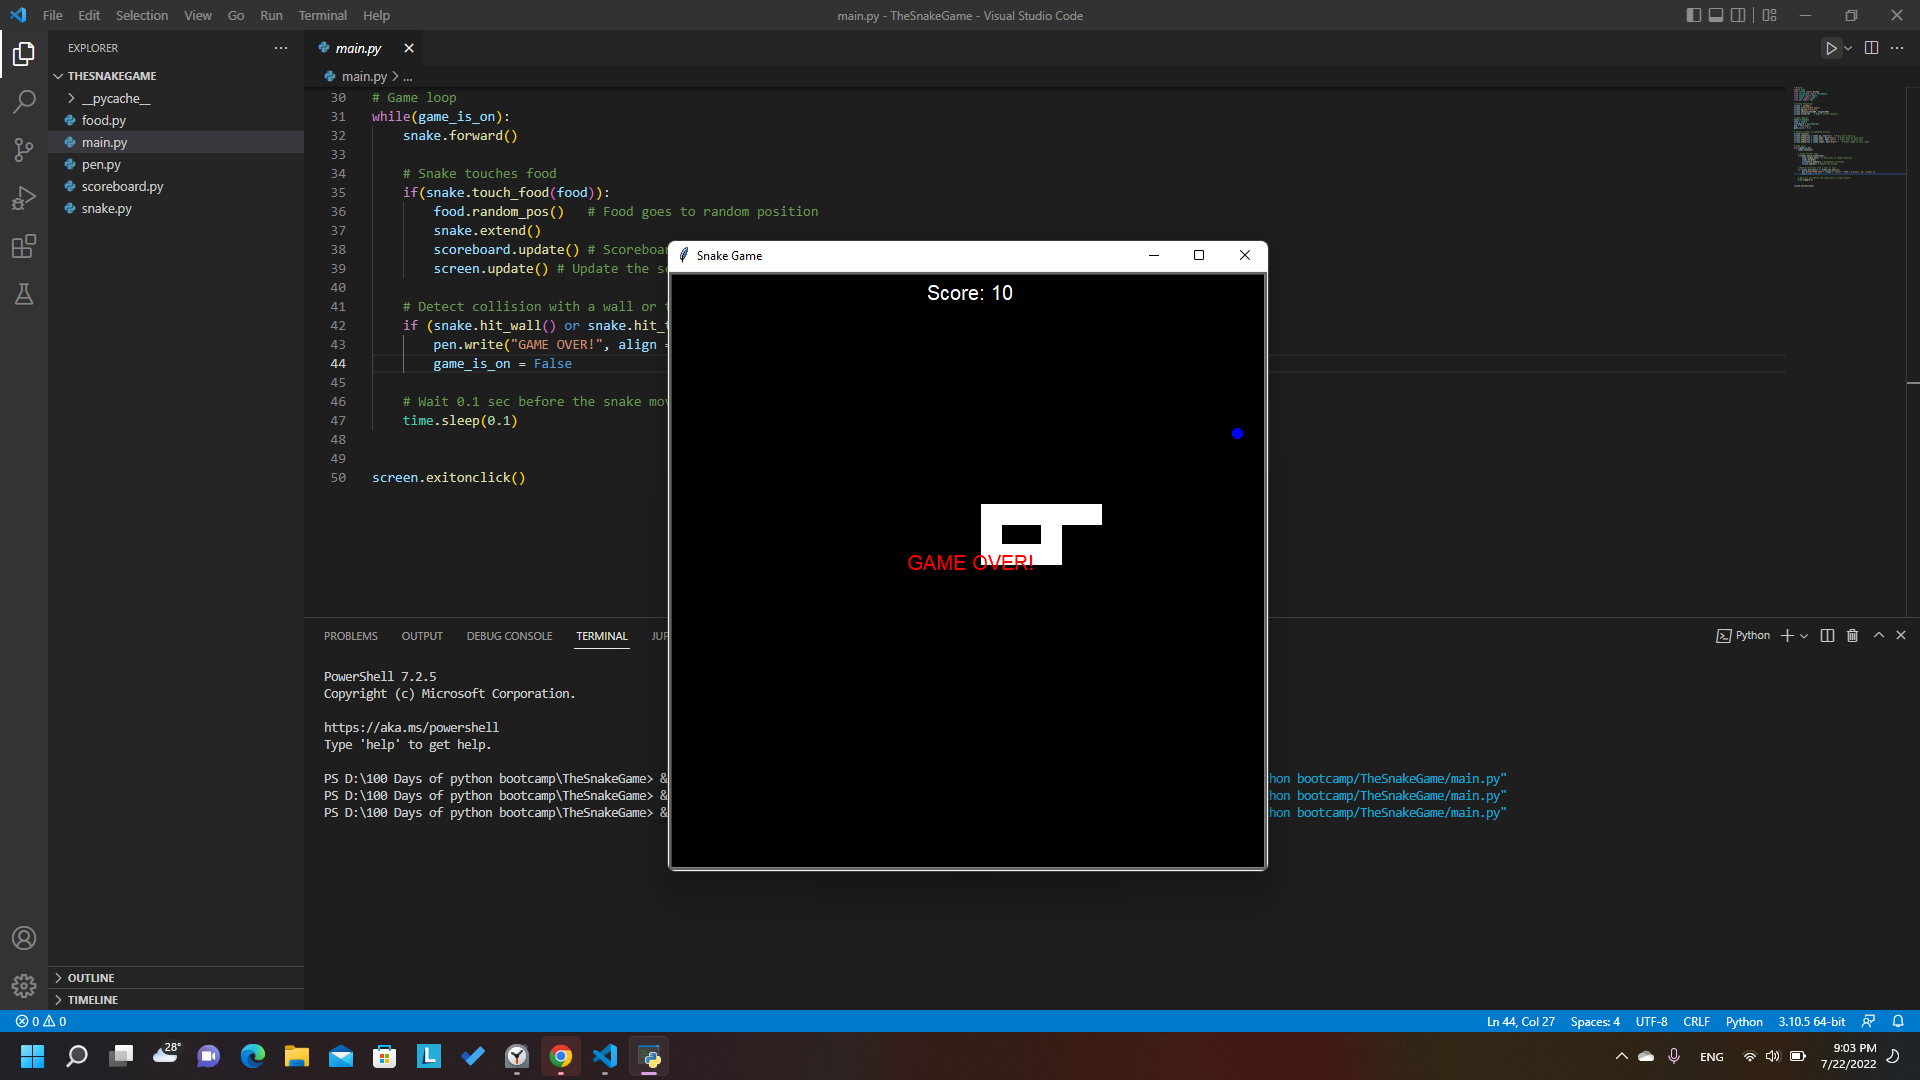 File Edit Selection View Go Run Terminal Help
main.py - TheSnakeGame - Visual Studio Code
EXPLORER
THESNAKEGAME
__pycache__
food.py
main.py
pen.py
scoreboard.py
snake.py
OUTLINE
TIMELINE
main.py
main.py > ...
30 # Game loop
31 while(game_is_on):
32 snake.forward()
33
34 # Snake touches food
35 if(snake.touch_food(food)):
36 food.random_pos() # Food goes to random position
37 snake.extend()
38 scoreboard.update() # Scoreboa
39 screen.update() # Update the s
40
41 # Detect collision with a wall or
42 if (snake.hit_wall() or snake.hit_
43 pen.write("GAME OVER!", align =
44 game_is_on = False
45
46 # Wait 0.1 sec before the snake mo
47 time.sleep(0.1)
48
49
50 screen.exitonclick()
Snake Game
Score: 10
GAME OVER!
PROBLEMS OUTPUT DEBUG CONSOLE TERMINAL JUP
Python
PowerShell 7.2.5
Copyright (c) Microsoft Corporation.
https://aka.ms/powershell
Type 'help' to get help.
PS D:\100 Days of python bootcamp\TheSnakeGame> & hon bootcamp/TheSnakeGame/main.py"
PS D:\100 Days of python bootcamp\TheSnakeGame> & hon bootcamp/TheSnakeGame/main.py"
PS D:\100 Days of python bootcamp\TheSnakeGame> & hon bootcamp/TheSnakeGame/main.py"
0 0
Ln 44, Col 27 Spaces: 4 UTF-8 CRLF Python 3.10.5 64-bit
28°
L
ENG
9:03 PM
7/22/2022